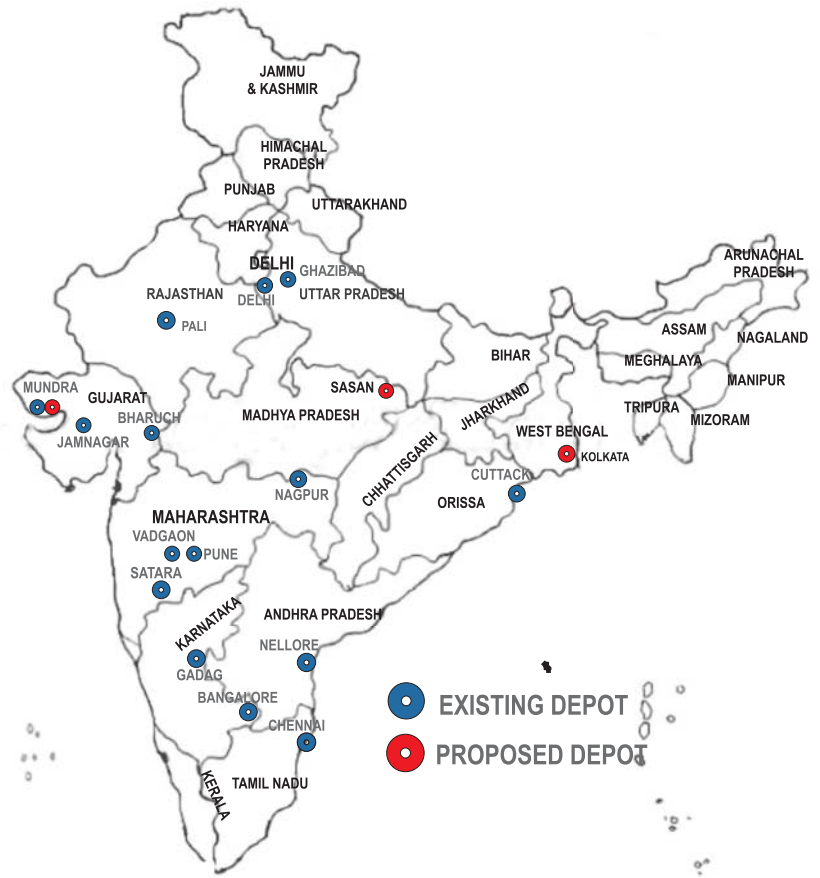 JAMMU
& KASHMIR
HIMACHAL
PRADESH
PUNJAB
UTTARAKHAND
HARYANA
DELHI
GHAZIBAD
DELHI
UTTAR PRADESH
RAJASTHAN
PALI
ARUNACHAL
PRADESH
ASSAM
NAGALAND
MEGHALAYA
MANIPUR
TRIPURA
MIZORAM
BIHAR
SASAN
MUNDRA
GUJARAT
BHARUCH
JAMNAGAR
MADHYA PRADESH
JHARKHAND
WEST BENGAL
KOLKATA
CHHATTISGARH
CUTTACK
ORISSA
NAGPUR
MAHARASHTRA
VADGAON
PUNE
SATARA
KARNATAKA
ANDHRA PRADESH
NELLORE
GADAG
BANGALORE
CHENNAI
KERALA
TAMIL NADU
EXISTING DEPOT
PROPOSED DEPOT